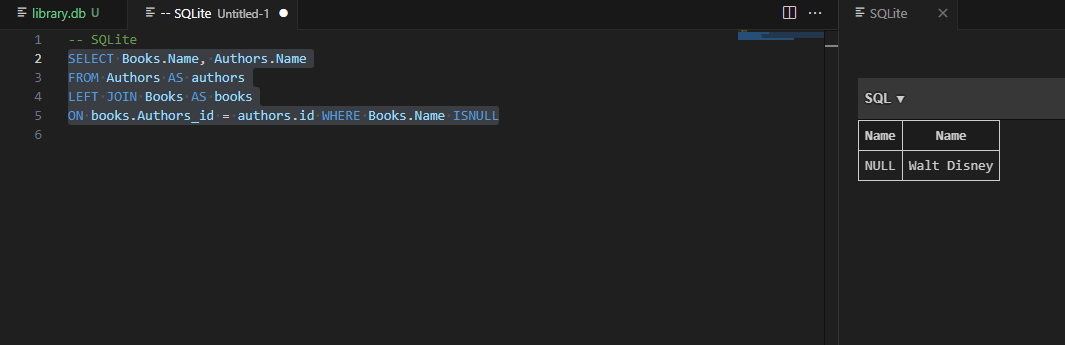 library.db U
-- SQLite Untitled-1
SQLite
1 -- SQLite
2 SELECT Books.Name, Authors.Name
3 FROM Authors AS authors
4 LEFT JOIN Books AS books
5 ON books.Authors_id = authors.id WHERE Books.Name ISNULL
6
SQL ▼
Name Name
NULL Walt Disney